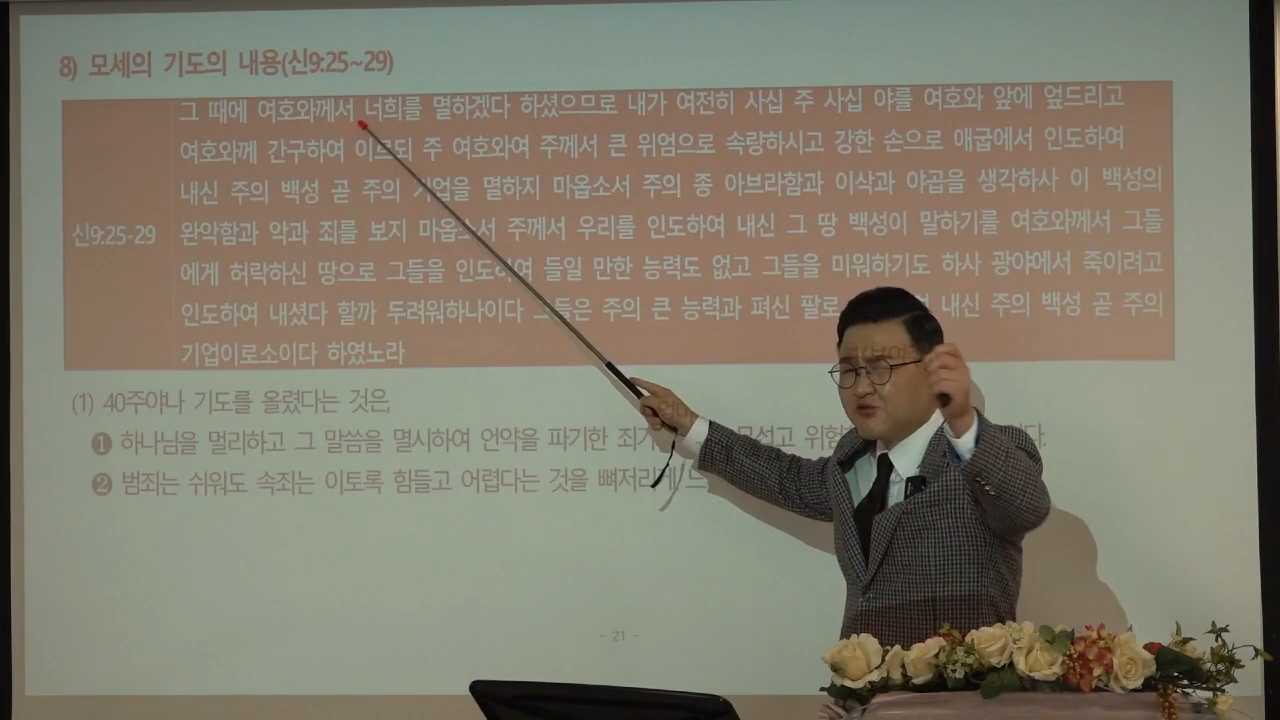 8) 모세의 기도의 내용(신9:25~29)
신9:25-29
그 때에 여호와께서 너희를 멸하겠다 하셨으므로 내가 여전히 사십 주 사십 야를 여호와 앞에 엎드리고
여호와께 간구하여 이르되 주 여호와여 주께서 큰 위엄으로 속량하시고 강한 손으로 애굽에서 인도하여
내신 주의 백성 곧 주의 기업을 멸하지 마옵소서 주의 종 아브라함과 이삭과 야곱을 생각하사 이 백성의
완악함과 악과 죄를 보지 마옵소서 주께서 우리를 인도하여 내신 그 땅 백성이 말하기를 여호와께서 그들
에게 허락하신 땅으로 그들을 인도하여 들일 만한 능력도 없고 그들을 미워하기도 하사 광야에서 죽이려고
인도하여 내셨다 할까 두려워하나이다 그들은 주의 큰 능력과 펴신 팔로 내신 주의 백성 곧 주의
기업이로소이다 하였노라
(1) 40주야나 기도를 올렸다는 것은,
❶ 하나님을 멀리하고 그 말씀을 멸시하여 언약을 파기한 죄가
❷ 범죄는 쉬워도 속죄는 이토록 힘들고 어렵다는 것을 뼈저리게
- 21 -